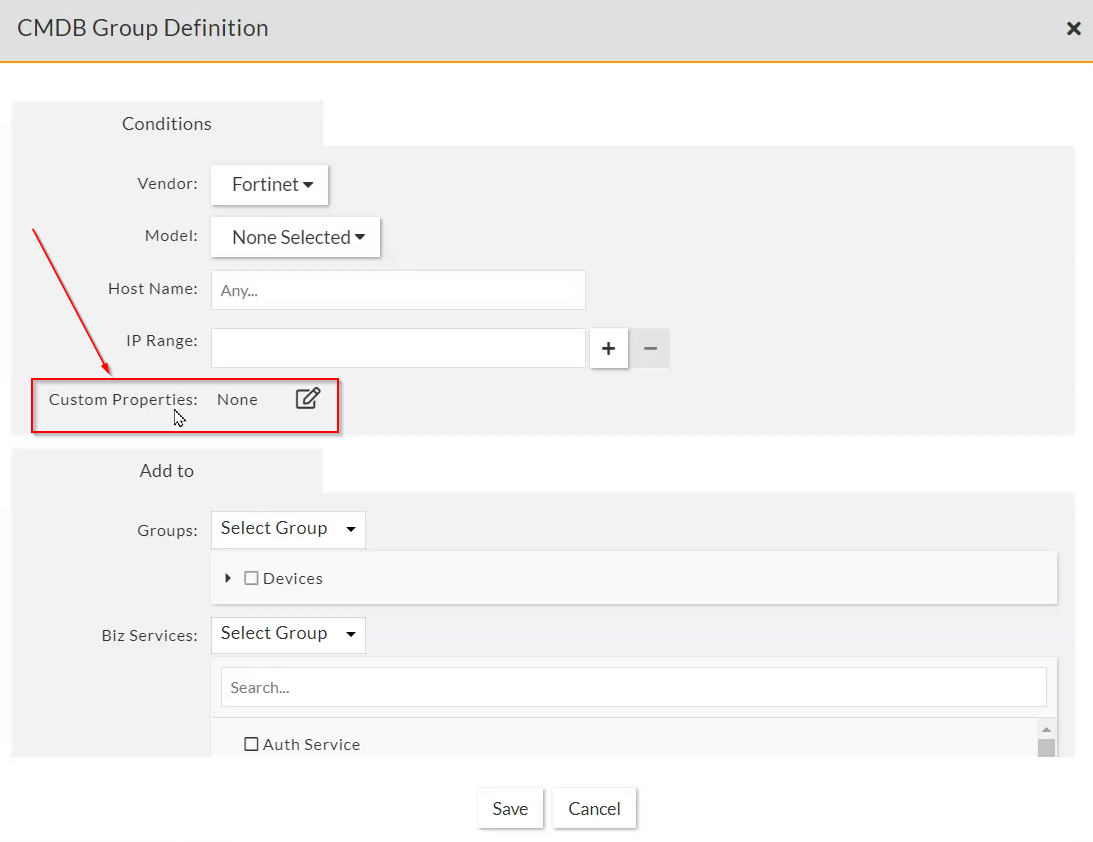 CMDB Group Definition
Conditions
Vendor: Fortinet
Model: None Selected
Host Name: Any...
IP Range:
Custom Properties: None
Add to
Groups: Select Group
Devices
Biz Services: Select Group
Search...
Auth Service
Save Cancel